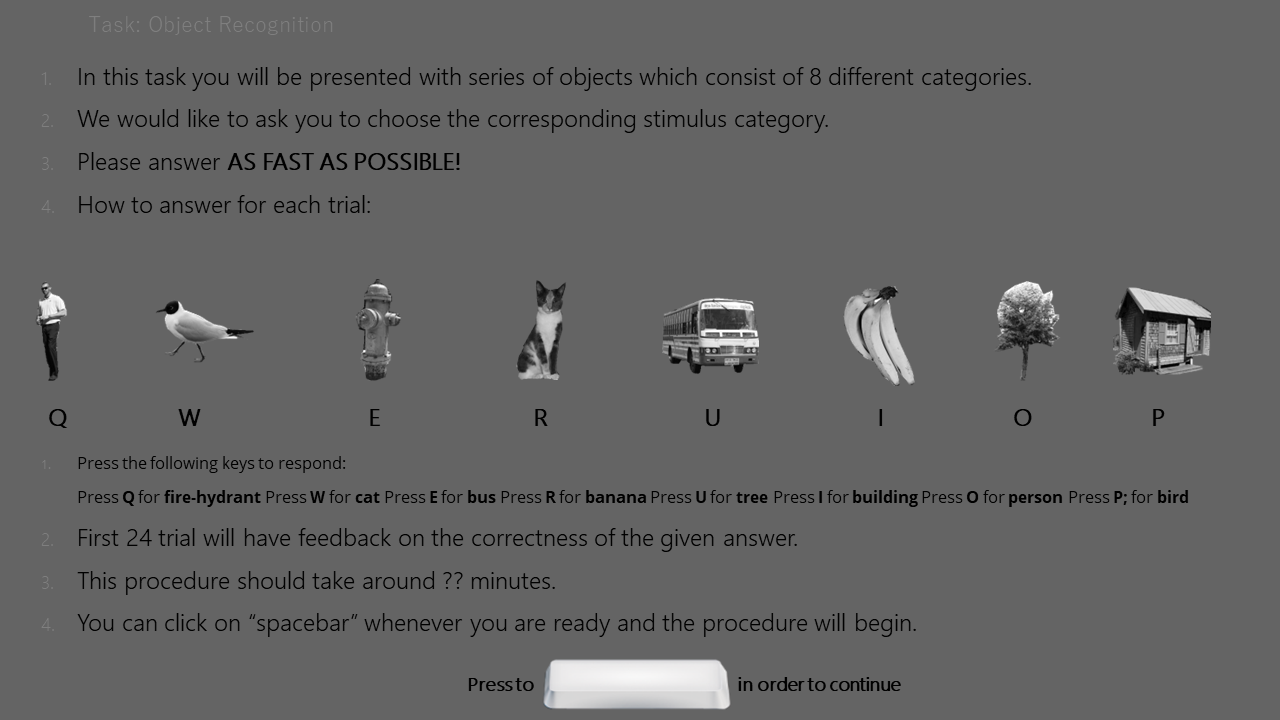 Task: Object Recognition
1. In this task you will be presented with series of objects which consist of 8 different categories.
2. We would like to ask you to choose the corresponding stimulus category.
3. Please answer AS FAST AS POSSIBLE!
4. How to answer for each trial:
Q W E R U I O P
1. Press the following keys to respond:
Press Q for fire-hydrant Press W for cat Press E for bus Press R for banana Press U for tree Press I for building Press O for person Press P; for bird
2. First 24 trial will have feedback on the correctness of the given answer.
3. This procedure should take around ?? minutes.
4. You can click on “spacebar” whenever you are ready and the procedure will begin.
Press to in order to continue